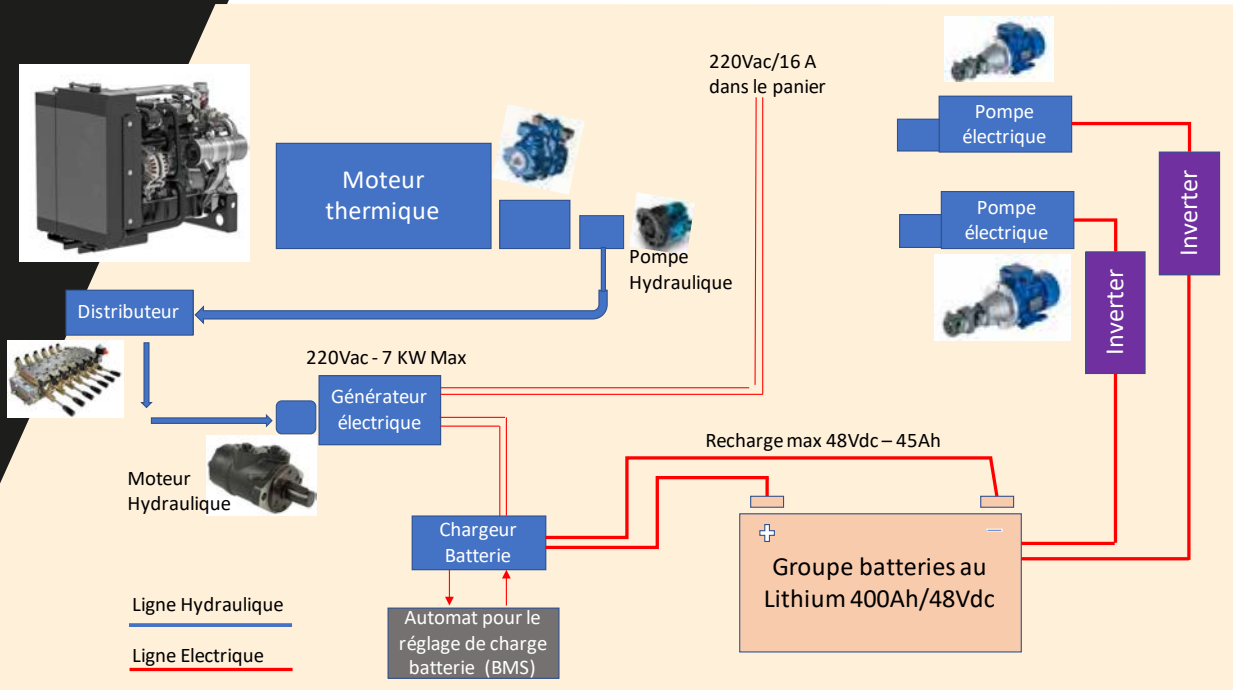 220Vac/16 A
dans le panier
Pompe
électrique
Moteur
thermique
Pompe
électrique
Inverter
Pompe
Hydraulique
Inverter
Distributeur
220Vac - 7 KW Max
Générateur
électrique
Recharge max 48Vdc – 45Ah
Moteur
Hydraulique
Chargeur
Batterie
+
–
Groupe batteries au
Lithium 400Ah/48Vdc
Ligne Hydraulique
Automat pour le
réglage de charge
batterie (BMS)
Ligne Electrique